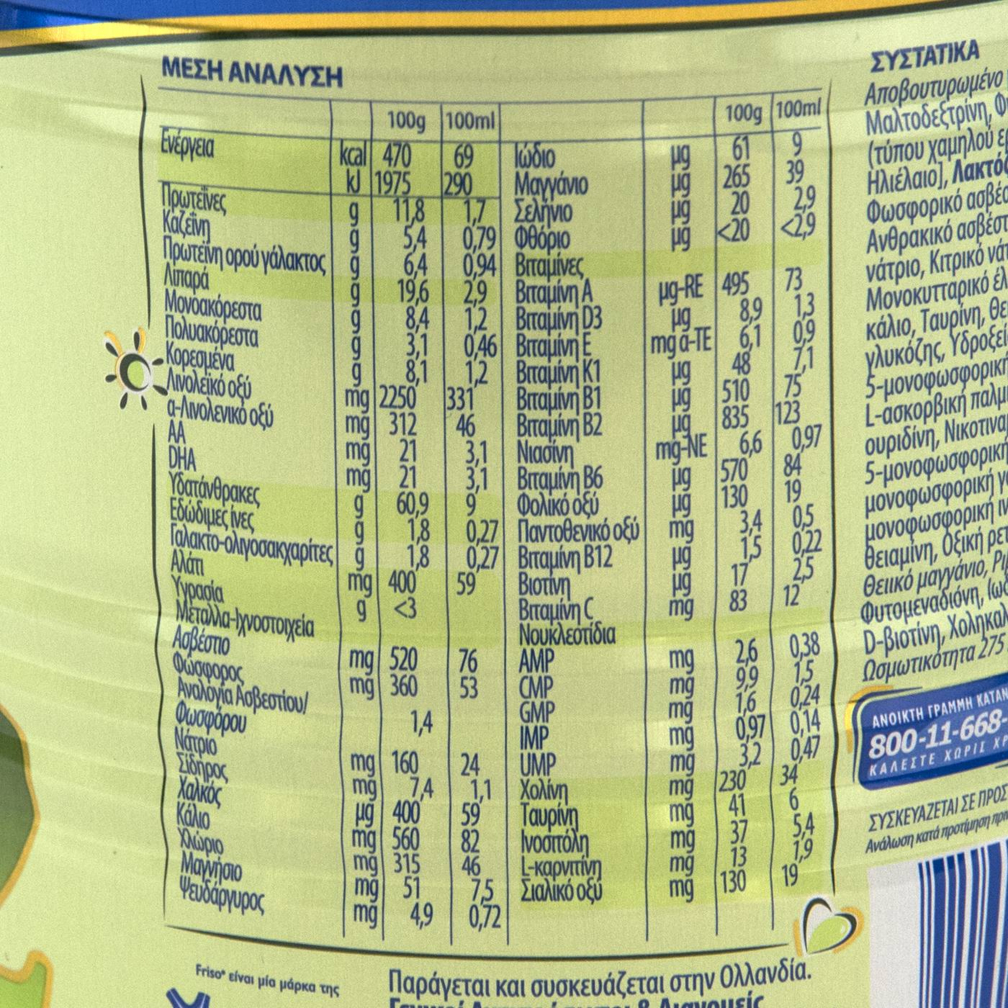 ΜΕΣΗ ΑΝΑΛΥΣΗ
100g 100ml
Ενέργεια kcal 470 69
kJ 1975 290
Πρωτεΐνες g 11,8 1,7
Καζεΐνη g 5,4 0,79
Πρωτεΐνη ορού γάλακτος g 6,4 0,94
Λιπαρά g 19,6 2,9
Μονοακόρεστα g 8,4 1,2
Πολυακόρεστα g 3,1 0,46
Κορεσμένα g 8,1 1,2
Λινολεϊκό οξύ mg 2250 331
α-Λινολενικό οξύ mg 312 46
AA mg 21 3,1
DHA mg 21 3,1
Υδατάνθρακες g 60,9 9
Εδώδιμες ίνες g 1,8 0,27
Γαλακτο-ολιγοσακχαρίτες g 1,8 0,27
Αλάτι mg 400 59
Υγρασία g <3
Μέταλλα-Ιχνοστοιχεία
Ασβέστιο mg 520 76
Φώσφορος mg 360 53
Αναλογία Ασβεστίου/
Φωσφόρου 1,4
Νάτριο mg 160 24
Σίδηρος mg 7,4 1,1
Χαλκός µg 400 59
Κάλιο mg 560 82
Χλώριο mg 315 46
Μαγνήσιο mg 51 7,5
Ψευδάργυρος mg 4,9 0,72
100g 100ml
Ιώδιο µg 61 9
Μαγγάνιο µg 265 39
Σελήνιο µg 20 2,9
Φθόριο µg <20 <2,9
Βιταμίνες
Βιταμίνη A µg-RE 495 73
Βιταμίνη D3 µg 8,9 1,3
Βιταμίνη E mg α-TE 6,1 0,9
Βιταμίνη K1 µg 48 7,1
Βιταμίνη B1 µg 510 75
Βιταμίνη B2 µg 835 123
Νιασίνη mg-NE 6,6 0,97
Βιταμίνη B6 µg 570 84
Φολικό οξύ µg 130 19
Παντοθενικό οξύ mg 3,4 0,5
Βιταμίνη B12 µg 1,5 0,22
Βιοτίνη µg 17 2,5
Βιταμίνη C mg 83 12
Νουκλεοτίδια
AMP mg 2,6 0,38
CMP mg 9,9 1,5
GMP mg 1,6 0,24
IMP mg 0,97 0,14
UMP mg 3,2 0,47
Χολίνη mg 230 34
Ταυρίνη mg 41 6
Ινοσιτόλη mg 37 5,4
L-καρνιτίνη mg 13 1,9
Σιαλικό οξύ mg 130 19
ΣΥΣΤΑΤΙΚΑ
Αποβουτυρωμένο
Μαλτοδεξτρίνη, Φ
(τύπου χαμηλού ε
Ηλιέλαιο], Λακτό
Φωσφορικό ασβέσ
Ανθρακικό ασβέστ
νάτριο, Κιτρικό νάτ
Μονοκυτταρικό έλ
κάλιο, Ταυρίνη, Θε
γλυκόζης, Υδροξεί
5-μονοφωσφορικ
L-ασκορβική παλμ
ουριδίνη, Νικοτινα
5-μονοφωσφορικ
μονοφωσφορική γ
μονοφωσφορική ιν
θειαμίνη, Οξική ρε
Θειικό μαγγάνιο, Ρι
Φυτομεναδιόνη, Ιω
D-βιοτίνη, Χοληκαλ
Ωσμωτικότητα 275
ΑΝΟΙΚΤΗ ΓΡΑΜΜΗ ΚΑΤΑΝ
800-11-668-
ΚΑΛΕΣΤΕ ΧΩΡΙΣ ΧΡ
ΣΥΣΚΕΥΑΖΕΤΑΙ ΣΕ ΠΡΟΣ
Ανάλωση κατά προτίμηση πριν
Friso® είναι μία μάρκα της
Παράγεται και συσκευάζεται στην Ολλανδία.